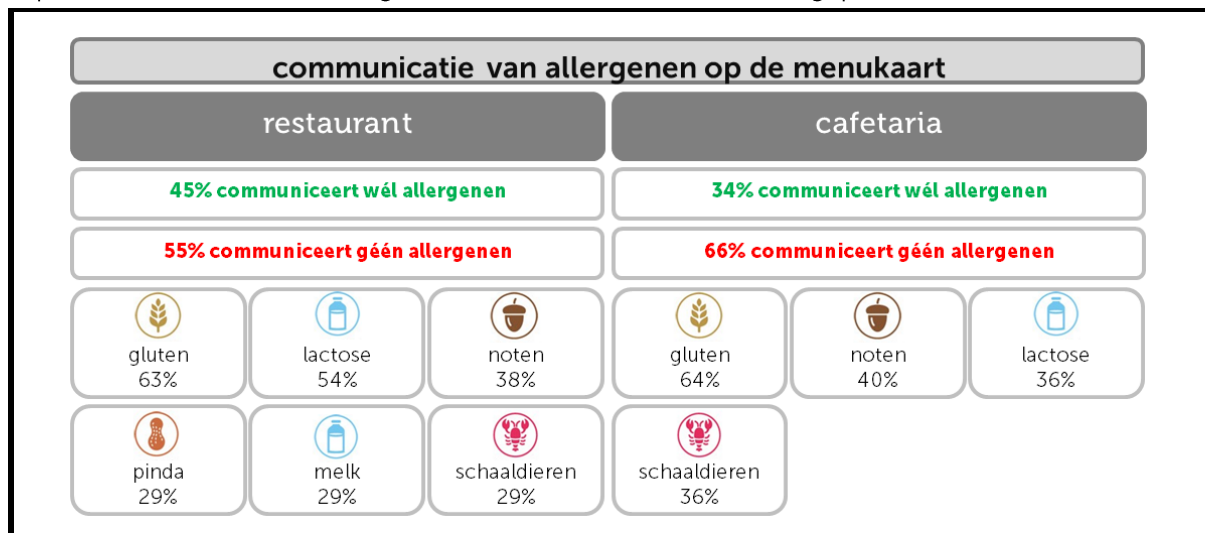 communicatie van allergenen op de menukaart
restaurant
cafetaria
45% communiceert wél allergenen
34% communiceert wél allergenen
55% communiceert géén allergenen
66% communiceert géén allergenen
gluten
63%
lactose
54%
noten
38%
gluten
64%
noten
40%
lactose
36%
pinda
29%
melk
29%
schaaldieren
29%
schaaldieren
36%